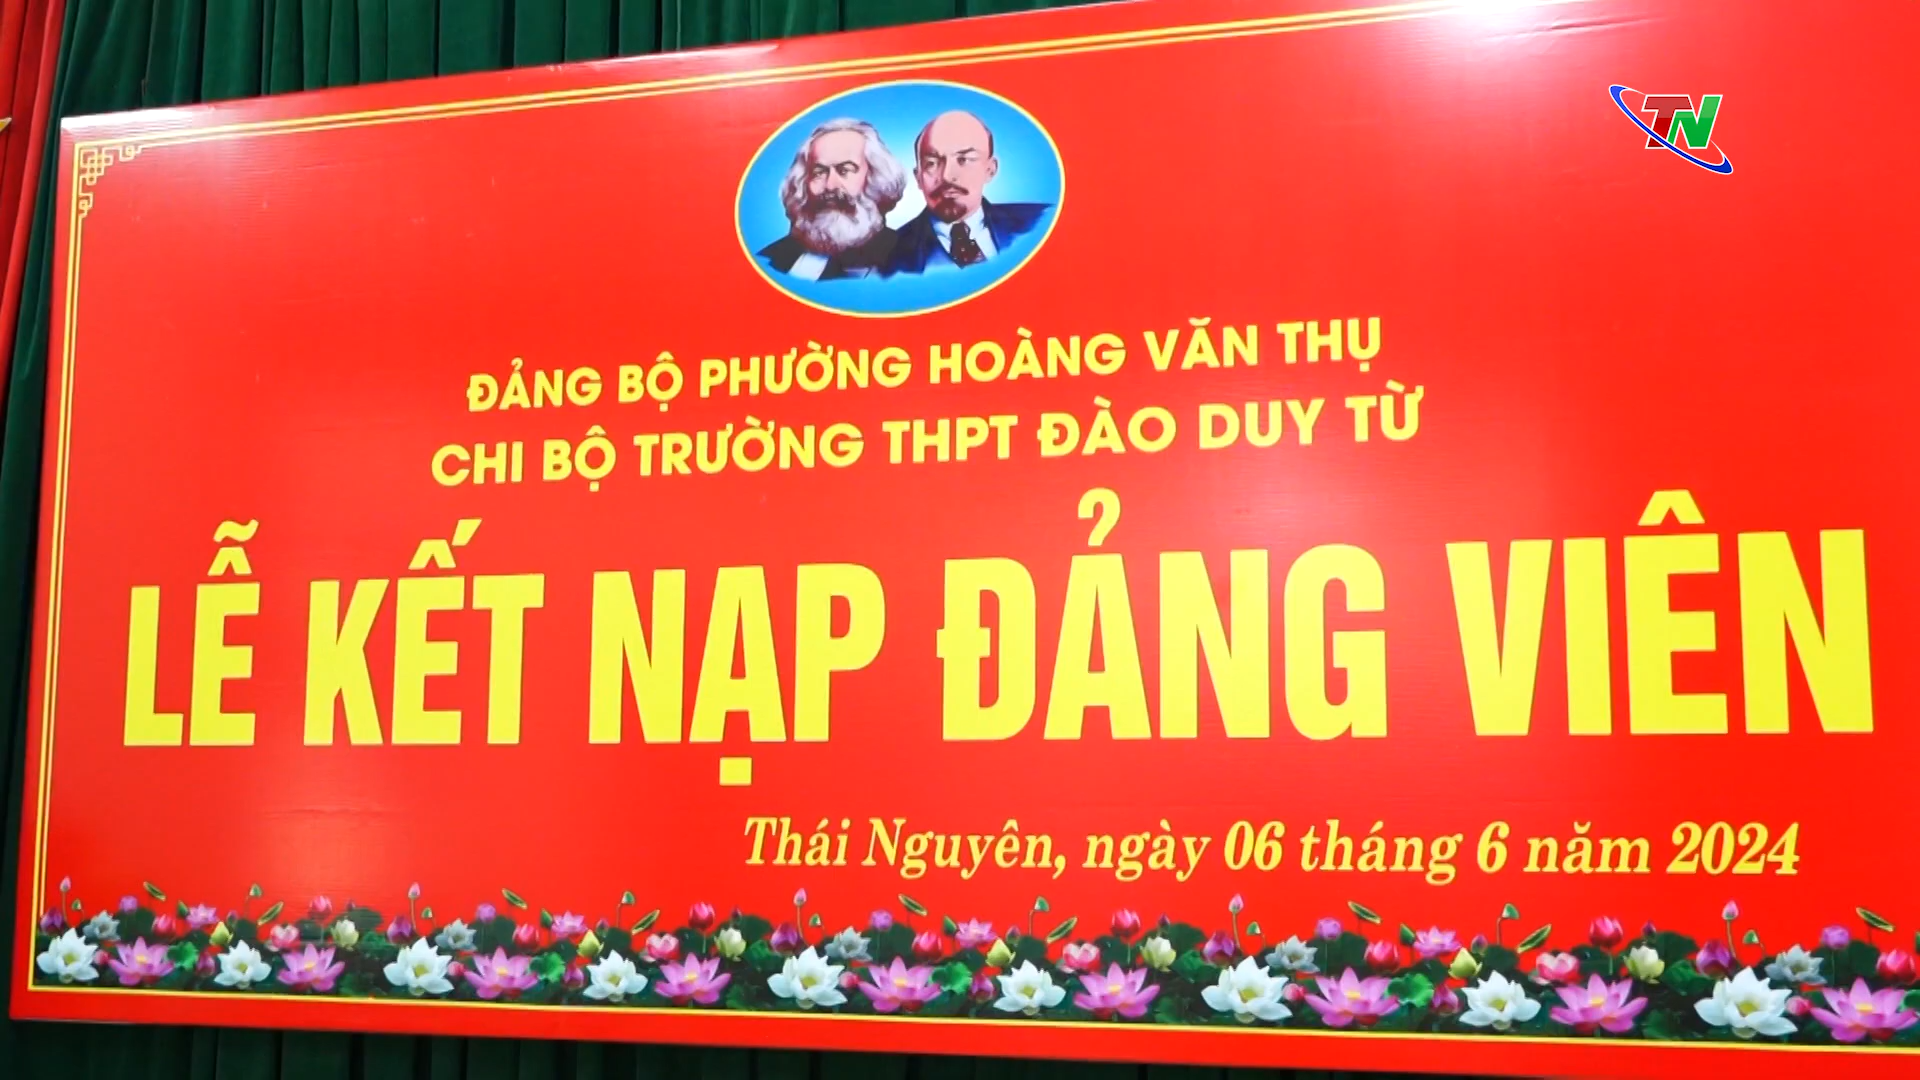 TN
ĐẢNG BỘ PHƯỜNG HOÀNG VĂN THỤ
CHI BỘ TRƯỜNG THPT ĐÀO DUY TỪ
LỄ KẾT NẠP ĐẢNG VIÊN
Thái Nguyên, ngày 06 tháng 6 năm 2024